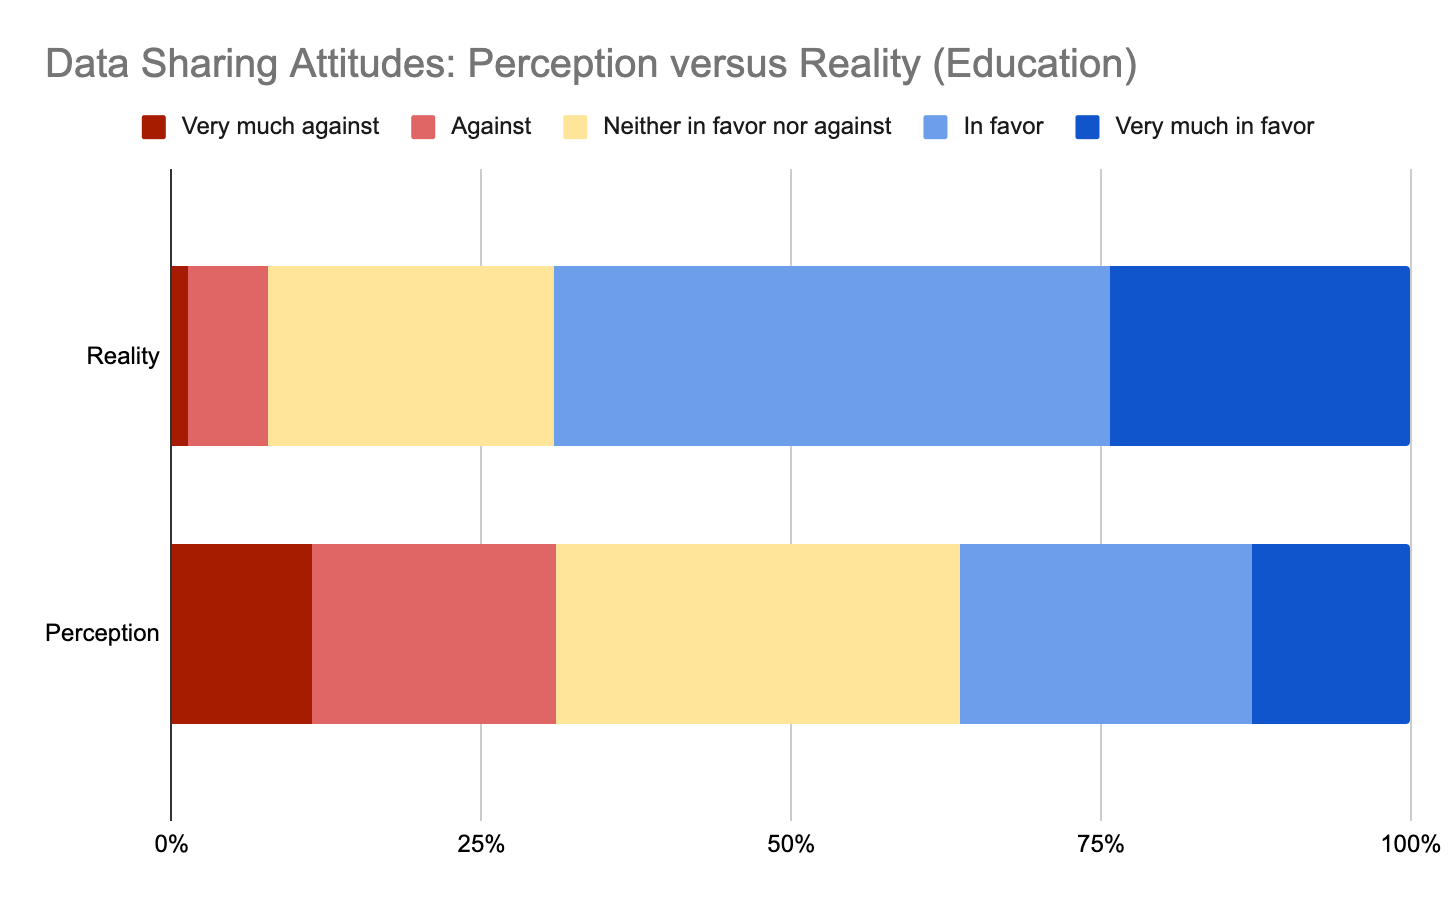 Data Sharing Attitudes: Perception versus Reality (Education)
Very much against Against Neither in favor nor against In favor Very much in favor
Reality
Perception
0% 25% 50% 75% 100%